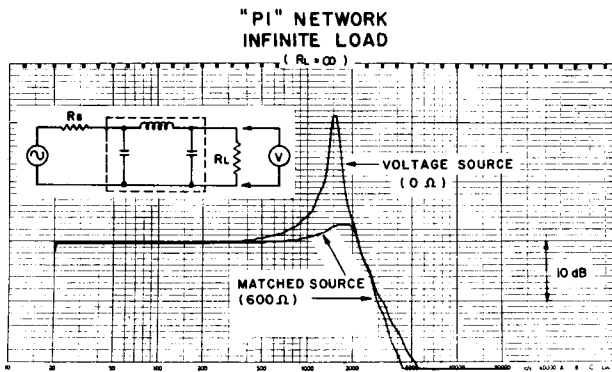 "PI" NETWORK
INFINITE LOAD
(RL = ∞)
RS
RL
V
VOLTAGE SOURCE
(0 Ω)
MATCHED SOURCE
(600 Ω)
10 dB
10 20 50 100 200 500 1000 2000